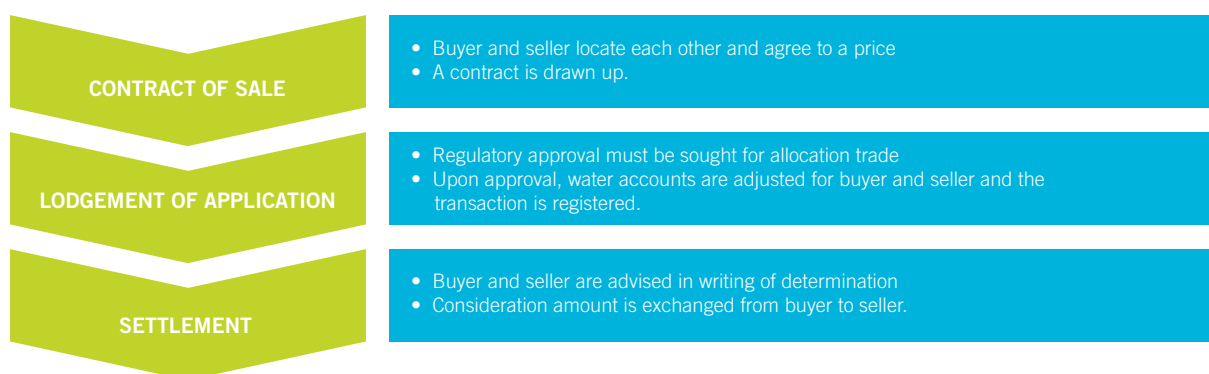 CONTRACT OF SALE
• Buyer and seller locate each other and agree to a price
• A contract is drawn up.
LODGEMENT OF APPLICATION
• Regulatory approval must be sought for allocation trade
• Upon approval, water accounts are adjusted for buyer and seller and the
transaction is registered.
SETTLEMENT
• Buyer and seller are advised in writing of determination
• Consideration amount is exchanged from buyer to seller.